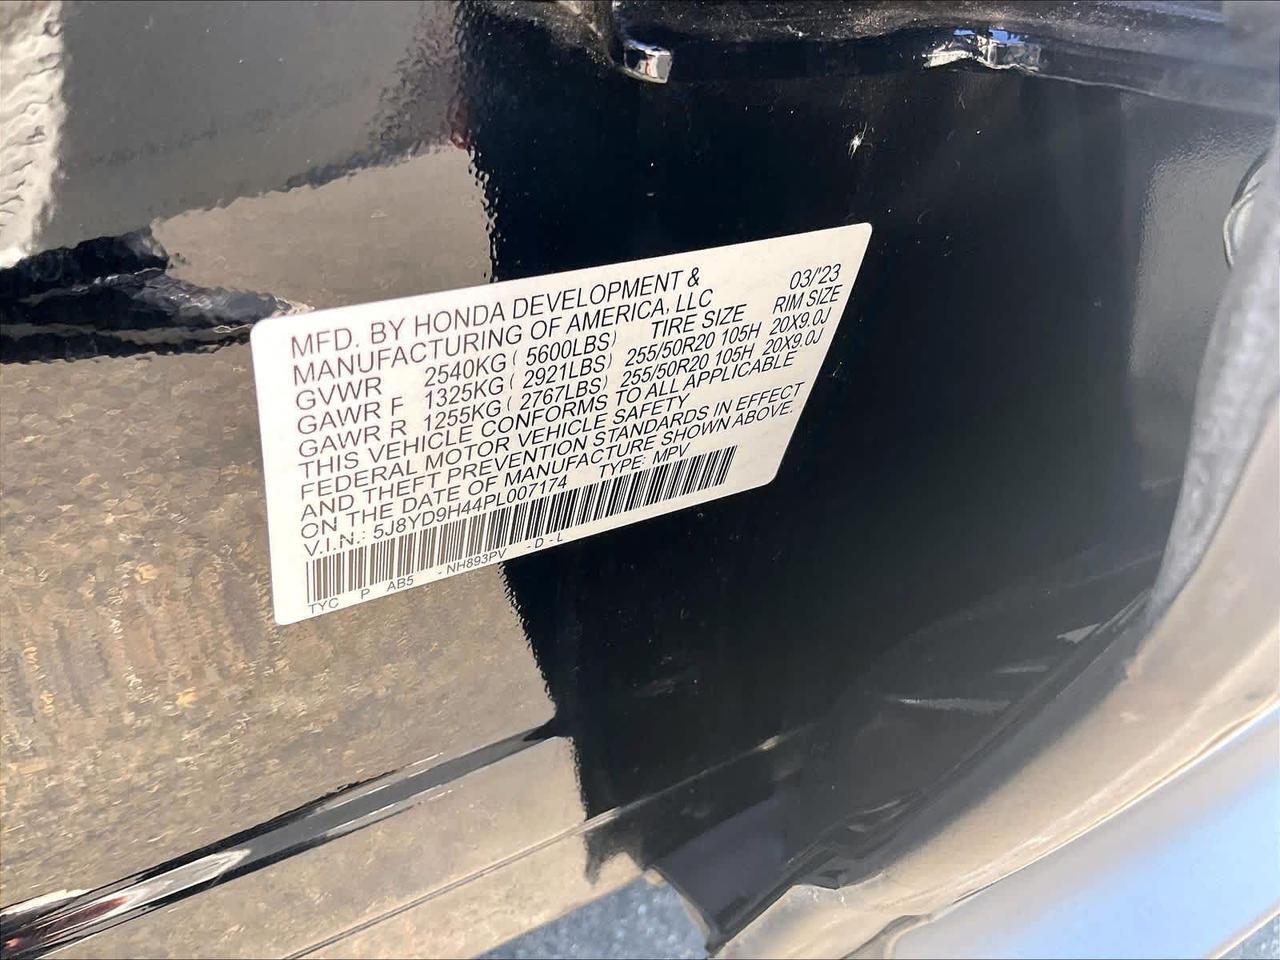 MFD. BY HONDA DEVELOPMENT & 03/'23
MANUFACTURING OF AMERICA, LLC
TIRE SIZE RIM SIZE
GVWR 2540KG ( 5600LBS)
GAWR F 1325KG ( 2921LBS) 255/50R20 105H 20X9.0J
GAWR R 1255KG ( 2767LBS) 255/50R20 105H 20X9.0J
THIS VEHICLE CONFORMS TO ALL APPLICABLE
FEDERAL MOTOR VEHICLE SAFETY
AND THEFT PREVENTION STANDARDS IN EFFECT
ON THE DATE OF MANUFACTURE SHOWN ABOVE.
V.I.N.: 5J8YD9H44PL007174 TYPE: MPV
TYC P AB5 - NH893PV - D - L